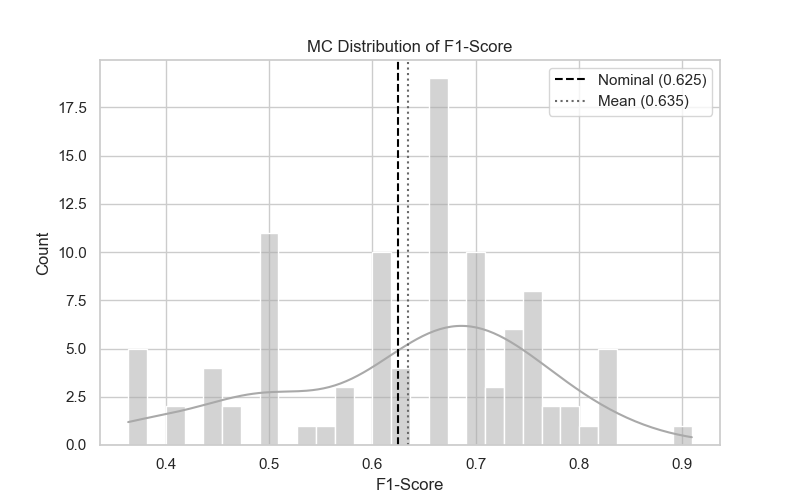 MC Distribution of F1-Score
Nominal (0.625)
Mean (0.635)
Count
17.5
15.0
12.5
10.0
7.5
5.0
2.5
0.0
0.4 0.5 0.6 0.7 0.8 0.9
F1-Score